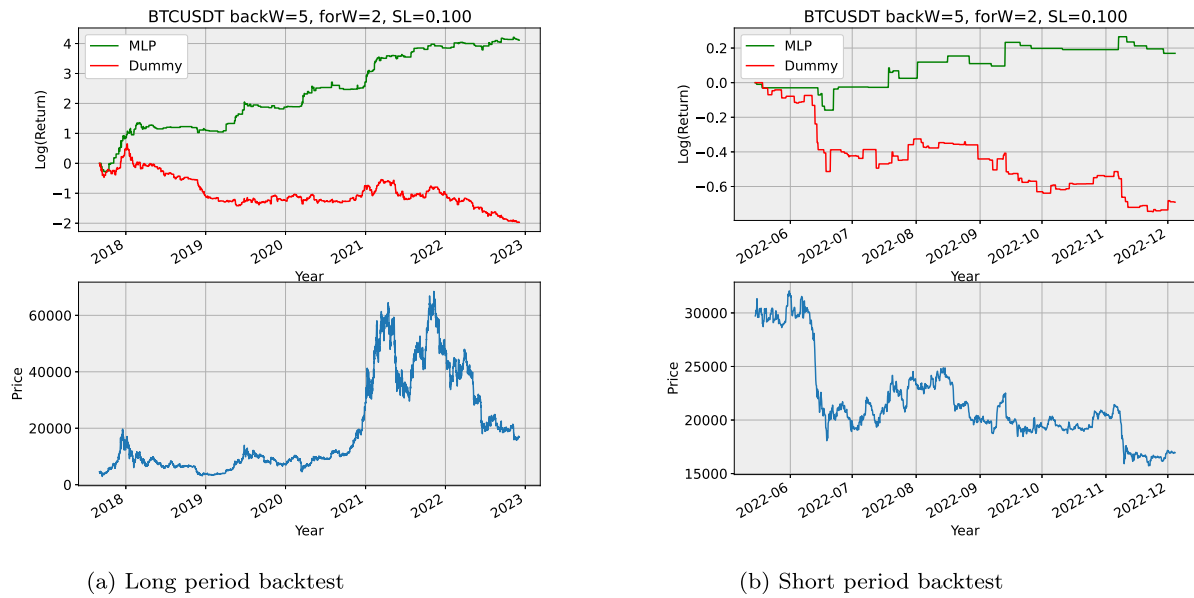 BTCUSDT backW=5, forW=2, SL=0.100
MLP
Dummy
Log(Return)
4
3
2
1
0
−1
−2
2018
2019
2020
2021
2022
2023
Year
Price
60000
40000
20000
0
2018
2019
2020
2021
2022
2023
Year
(a) Long period backtest
BTCUSDT backW=5, forW=2, SL=0.100
MLP
Dummy
Log(Return)
0.2
0.0
−0.2
−0.4
−0.6
2022-06
2022-07
2022-08
2022-09
2022-10
2022-11
2022-12
Year
Price
30000
25000
20000
15000
2022-06
2022-07
2022-08
2022-09
2022-10
2022-11
2022-12
Year
(b) Short period backtest